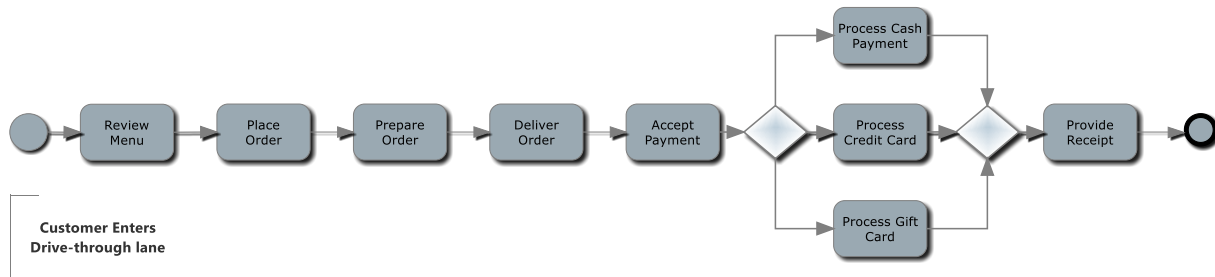 Review
Menu
Place
Order
Prepare
Order
Deliver
Order
Accept
Payment
Process Cash
Payment
Process
Credit Card
Process Gift
Card
Provide
Receipt
Customer Enters
Drive-through lane